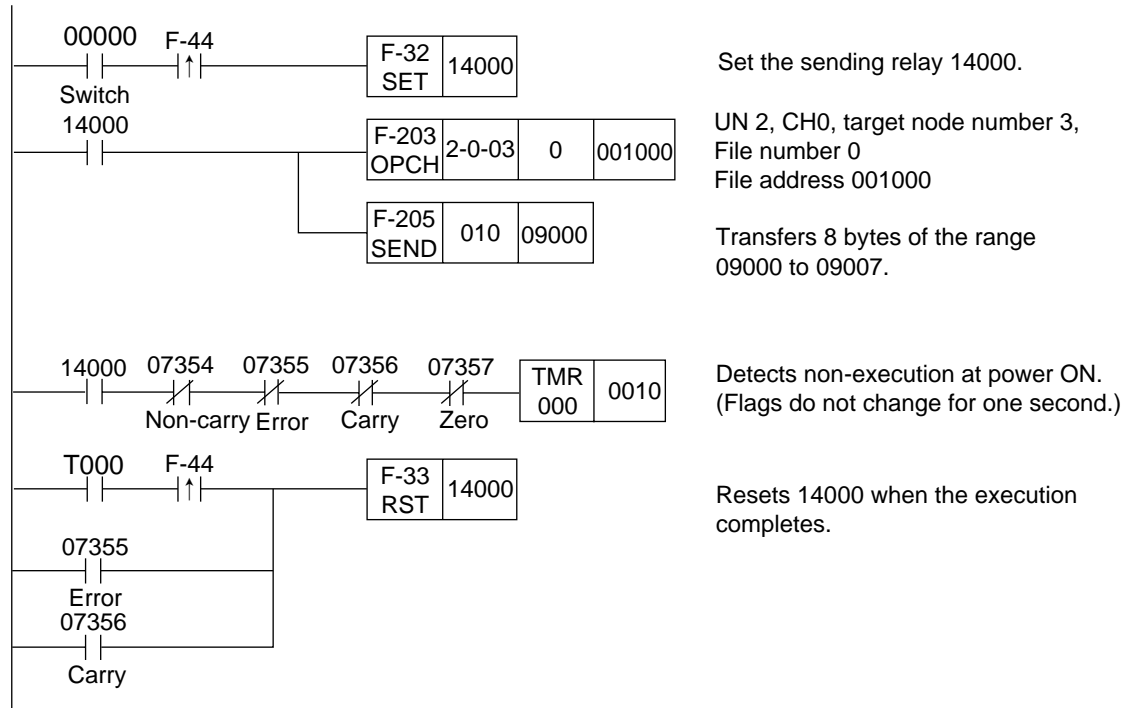 00000 F-44
Switch
F-32 SET 14000
Set the sending relay 14000.
14000
F-203 OPCH 2-0-03 0 001000
UN 2, CH0, target node number 3,
File number 0
File address 001000
F-205 SEND 010 09000
Transfers 8 bytes of the range
09000 to 09007.
14000 07354 07355 07356 07357
Non-carry Error Carry Zero
TMR 000 0010
Detects non-execution at power ON.
(Flags do not change for one second.)
T000 F-44
F-33 RST 14000
Resets 14000 when the execution
completes.
07355
Error
07356
Carry